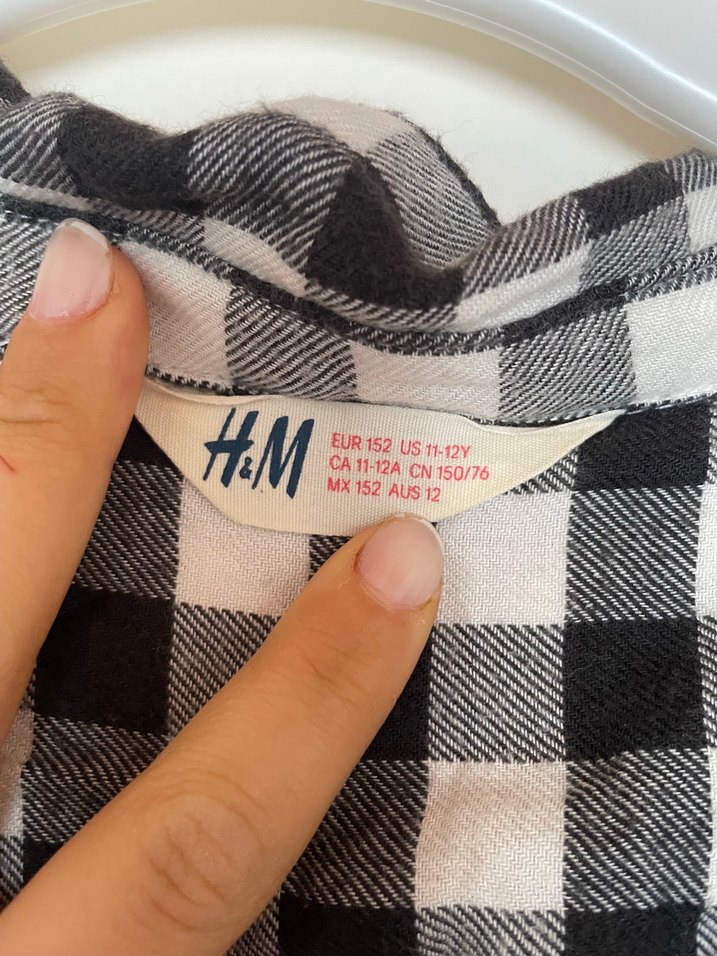 H&M
EUR 152 US 11-12Y
CA 11-12A CN 150/76
MX 152 AUS 12